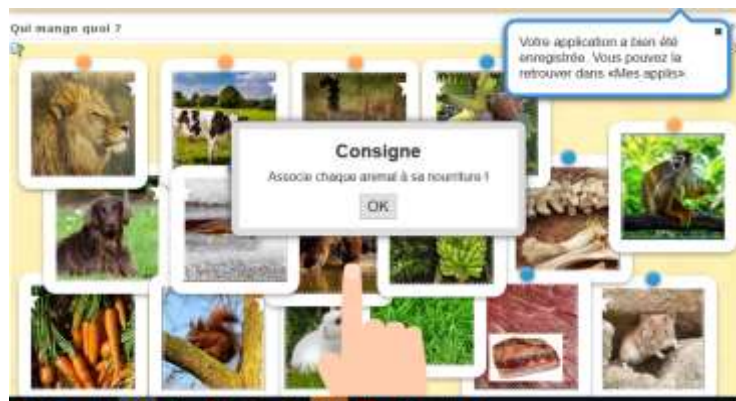 Qui mange quoi ?
Votre application a bien été
enregistrée. Vous pouvez la
retrouver dans «Mes applis».
Consigne
Associe chaque animal à sa nourriture !
OK